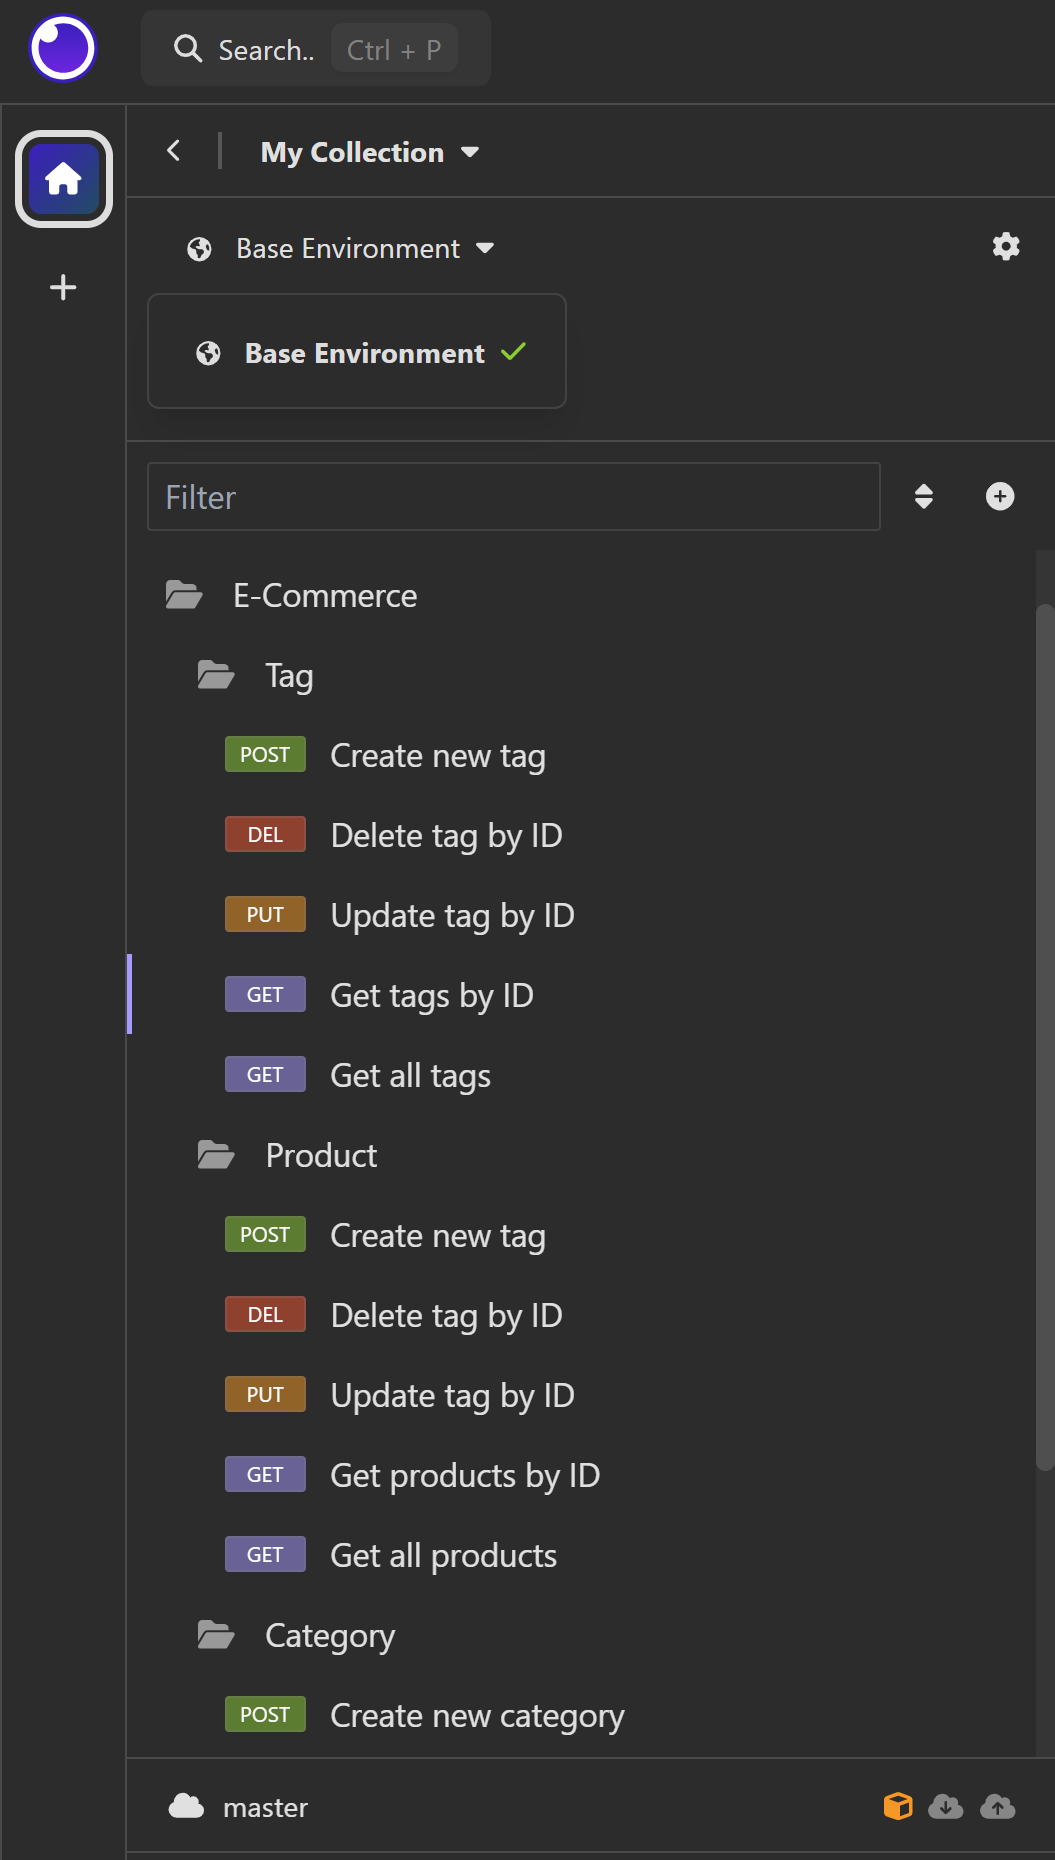 Search.. Ctrl + P
My Collection
Base Environment
Base Environment
Filter
E-Commerce
Tag
POST Create new tag
DEL Delete tag by ID
PUT Update tag by ID
GET Get tags by ID
GET Get all tags
Product
POST Create new tag
DEL Delete tag by ID
PUT Update tag by ID
GET Get products by ID
GET Get all products
Category
POST Create new category
master